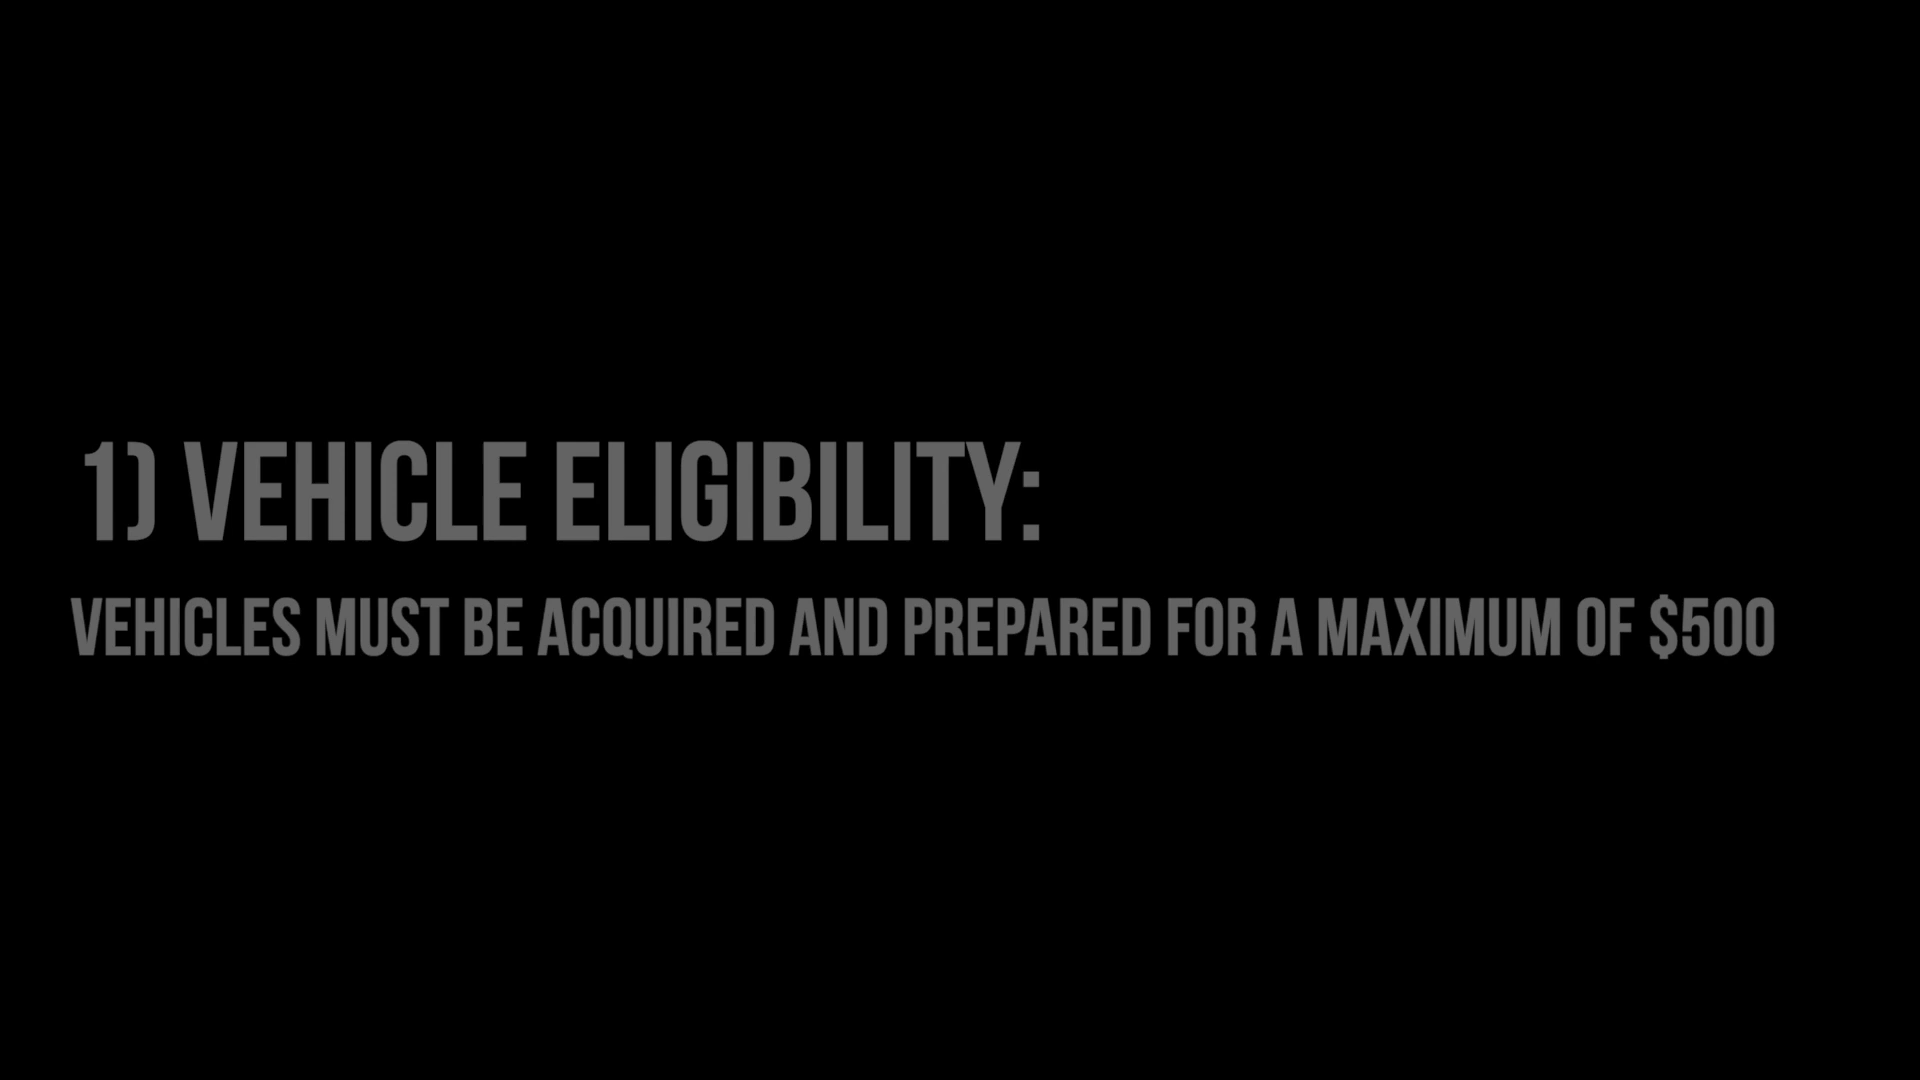 1) VEHICLE ELIGIBILITY:
VEHICLES MUST BE ACQUIRED AND PREPARED FOR A MAXIMUM OF $500